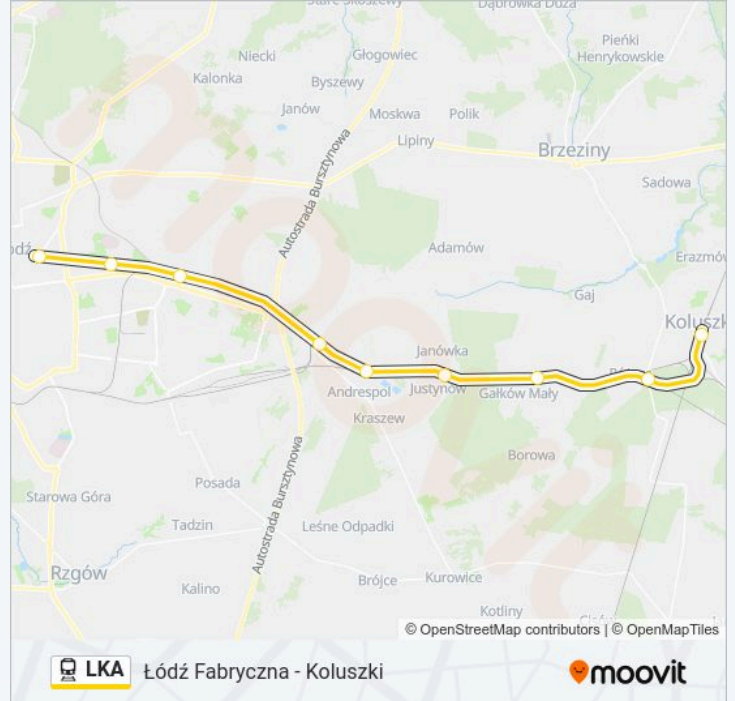 Stare Skoszewy
Dąbrówka Duża
Niecki
Głogowiec
Pieńki
Henrykowskie
Kalonka
Byszewy
Janów
Moskwa
Polik
Lipiny
Brzeziny
Autostrada Bursztynowa
Sadowa
Adamów
Gaj
Janówka
Andrespol
Justynów
Gałków Mały
Kraszew
Borowa
Posada
Starowa Góra
Tadzin
Leśne Odpadki
Autostrada Bursztynowa
Rzgów
Kalino
Brójce
Kurowice
Kotliny
© OpenStreetMap contributors | © OpenMapTiles
LKA Łódź Fabryczna - Koluszki
moovit